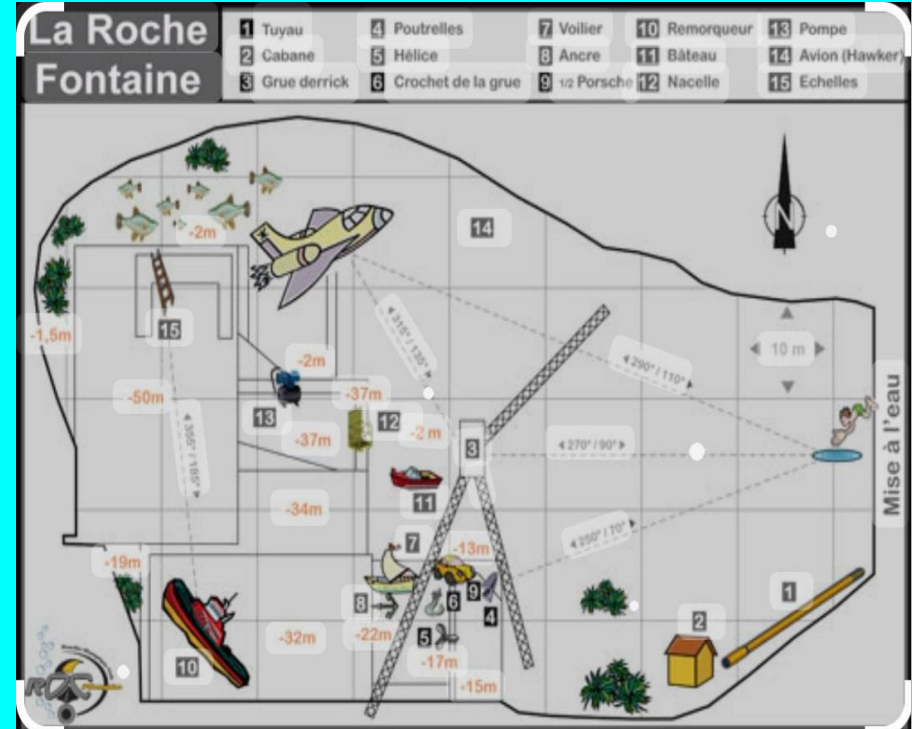 La Roche
Fontaine
1 Tuyau
2 Cabane
3 Grue derrick
4 Poutrelles
5 Hélice
6 Crochet de la grue
7 Voilier
8 Ancre
9 1/2 Porsche
10 Remorqueur
11 Bâteau
12 Nacelle
13 Pompe
14 Avion (Hawker)
15 Echelles
-2m
14
N
-1,5m
15
315° / 135°
10 m
-2m
290° / 110°
-50m
-37m
13
12
-37m
-2 m
3
270° / 90°
Mise à l'eau
355° / 185°
11
-34m
7
-13m
250° / 70°
-19m
8
6
9
4
1
2
-32m
-22m
5
10
-17m
-15m
ROC